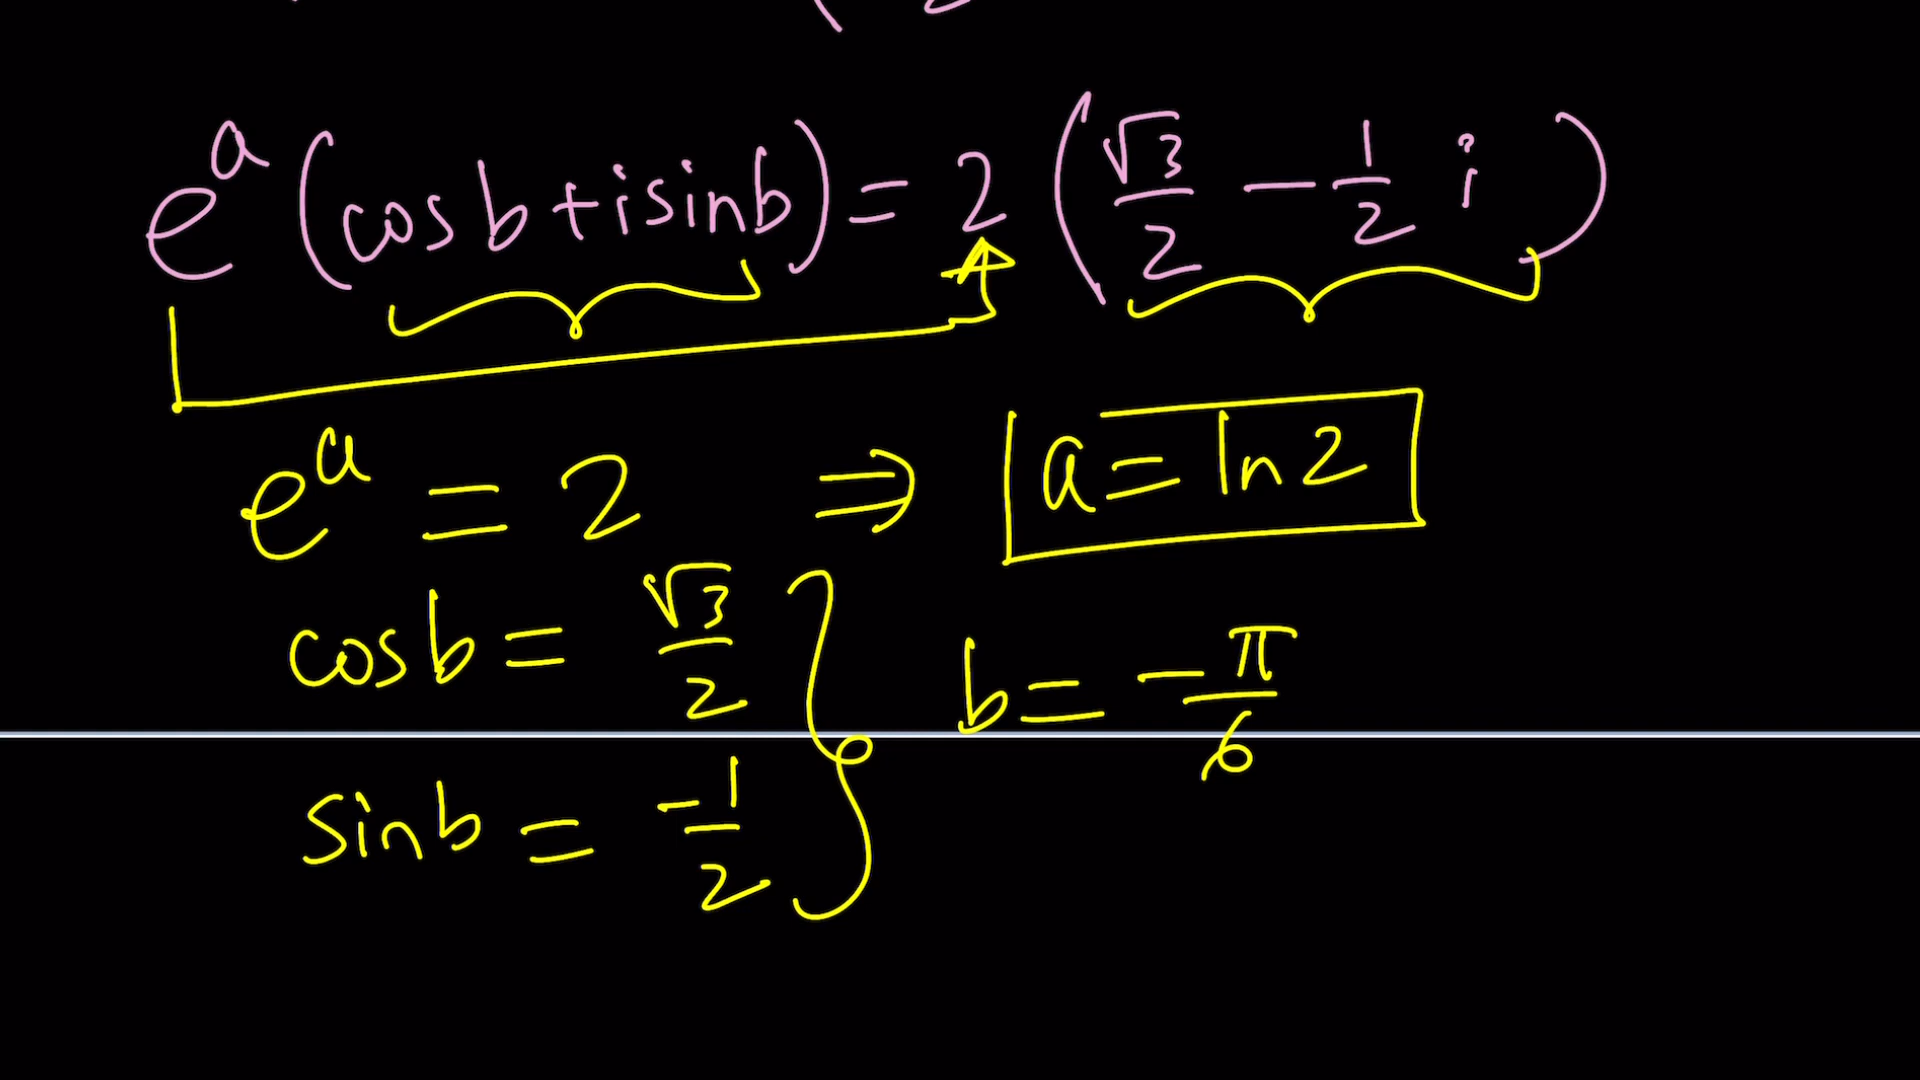 e^a (cos b + i sin b) = 2 (√3/2 − 1/2 i)
e^a = 2 ⇒ a = ln 2
cos b = √3/2
b = −π/6
sin b = −1/2